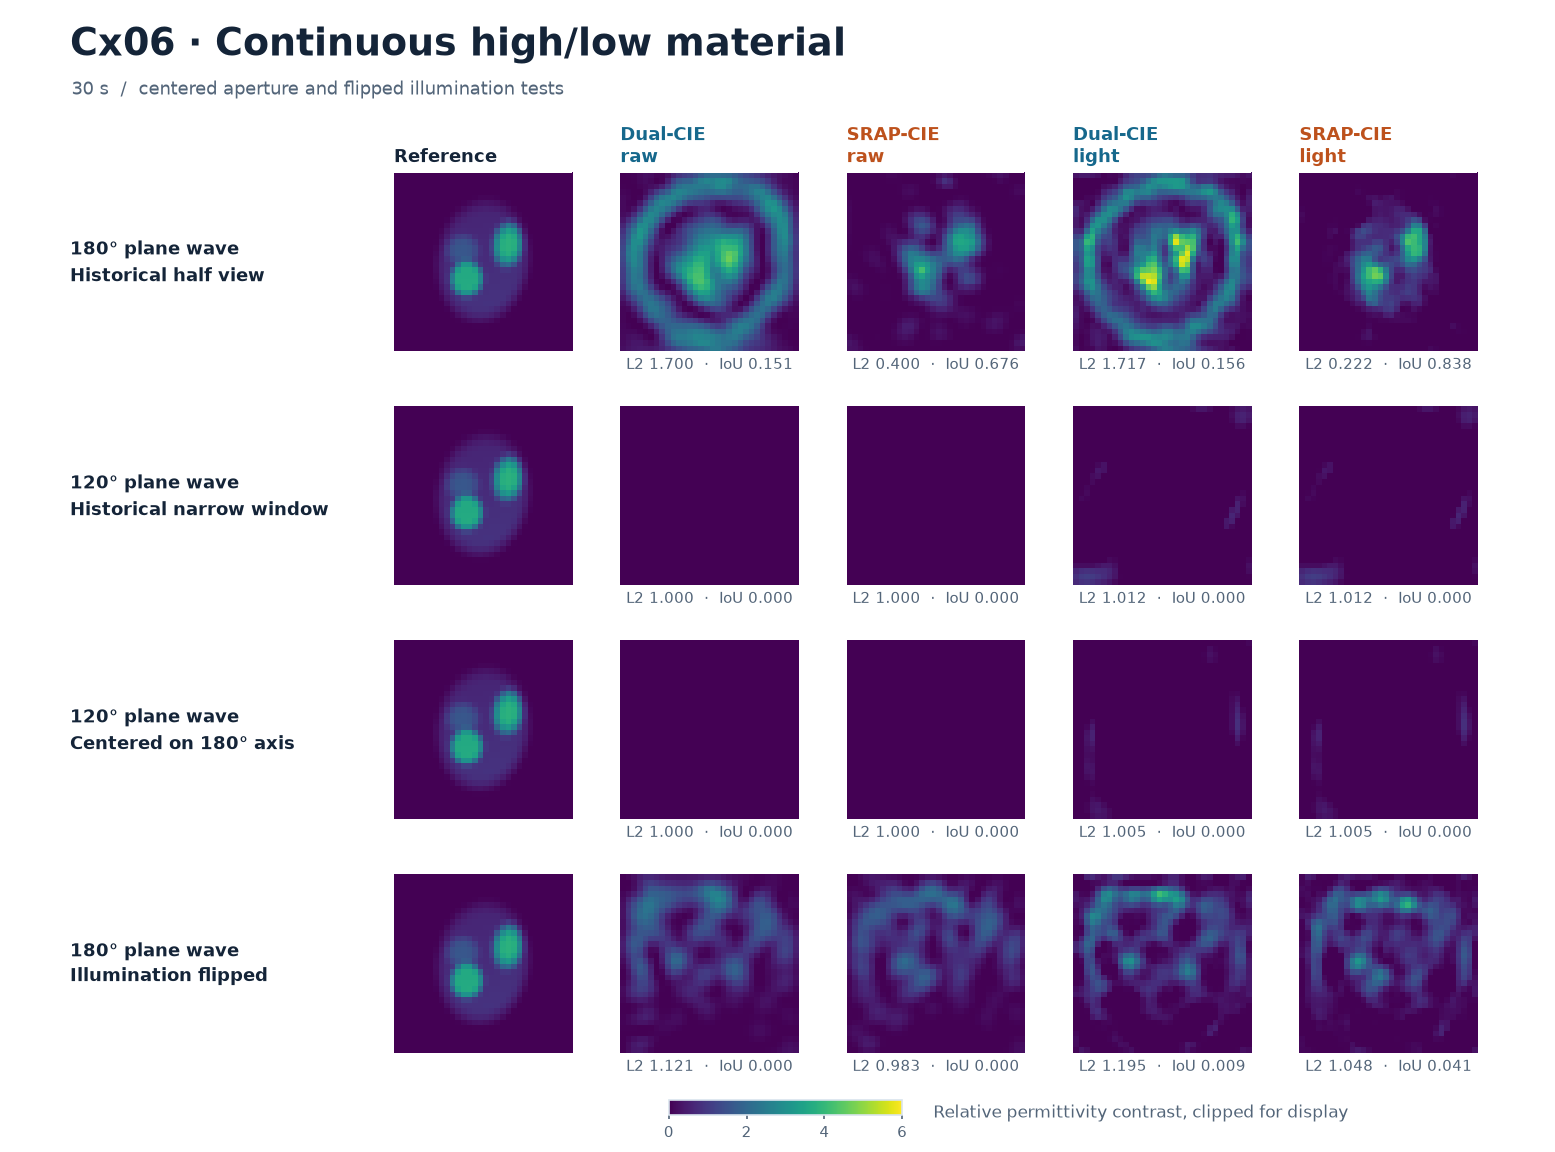 Cx06 · Continuous high/low material
30 s / centered aperture and flipped illumination tests
Reference
Dual-CIE
raw
SRAP-CIE
raw
Dual-CIE
light
SRAP-CIE
light
180° plane wave
Historical half view
L2 1.700 · IoU 0.151
L2 0.400 · IoU 0.676
L2 1.717 · IoU 0.156
L2 0.222 · IoU 0.838
120° plane wave
Historical narrow window
L2 1.000 · IoU 0.000
L2 1.000 · IoU 0.000
L2 1.012 · IoU 0.000
L2 1.012 · IoU 0.000
120° plane wave
Centered on 180° axis
L2 1.000 · IoU 0.000
L2 1.000 · IoU 0.000
L2 1.005 · IoU 0.000
L2 1.005 · IoU 0.000
180° plane wave
Illumination flipped
L2 1.121 · IoU 0.000
L2 0.983 · IoU 0.000
L2 1.195 · IoU 0.009
L2 1.048 · IoU 0.041
Relative permittivity contrast, clipped for display
0 2 4 6